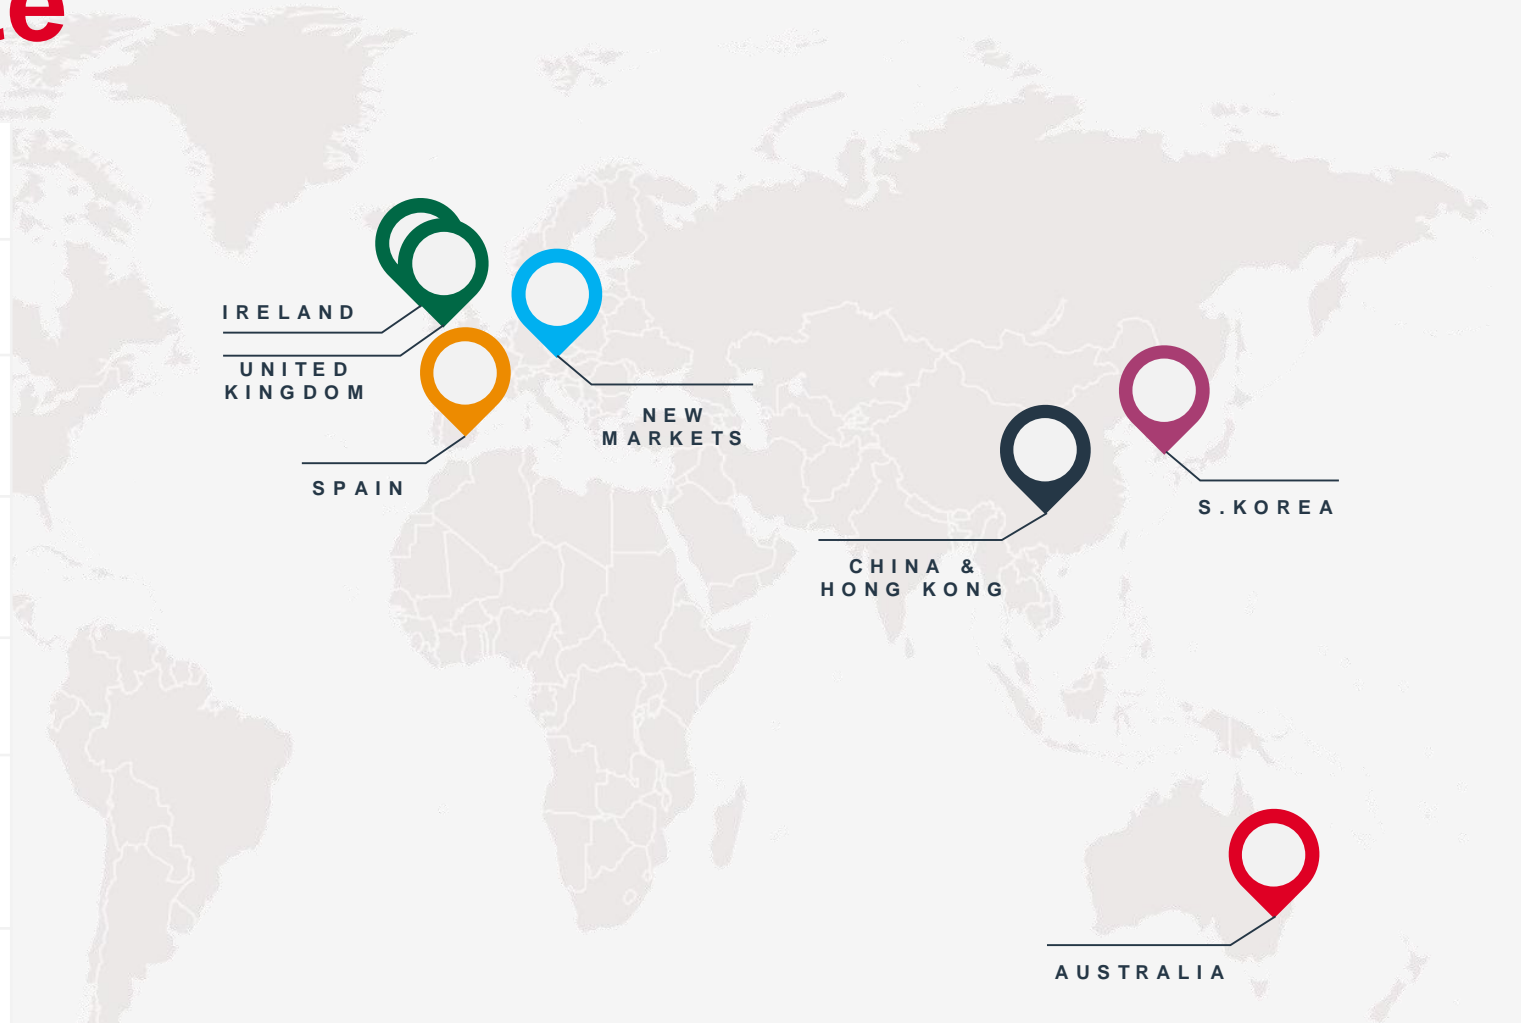 IRELAND
UNITED
KINGDOM
NEW
MARKETS
SPAIN
S.KOREA
CHINA &
HONG KONG
AUSTRALIA